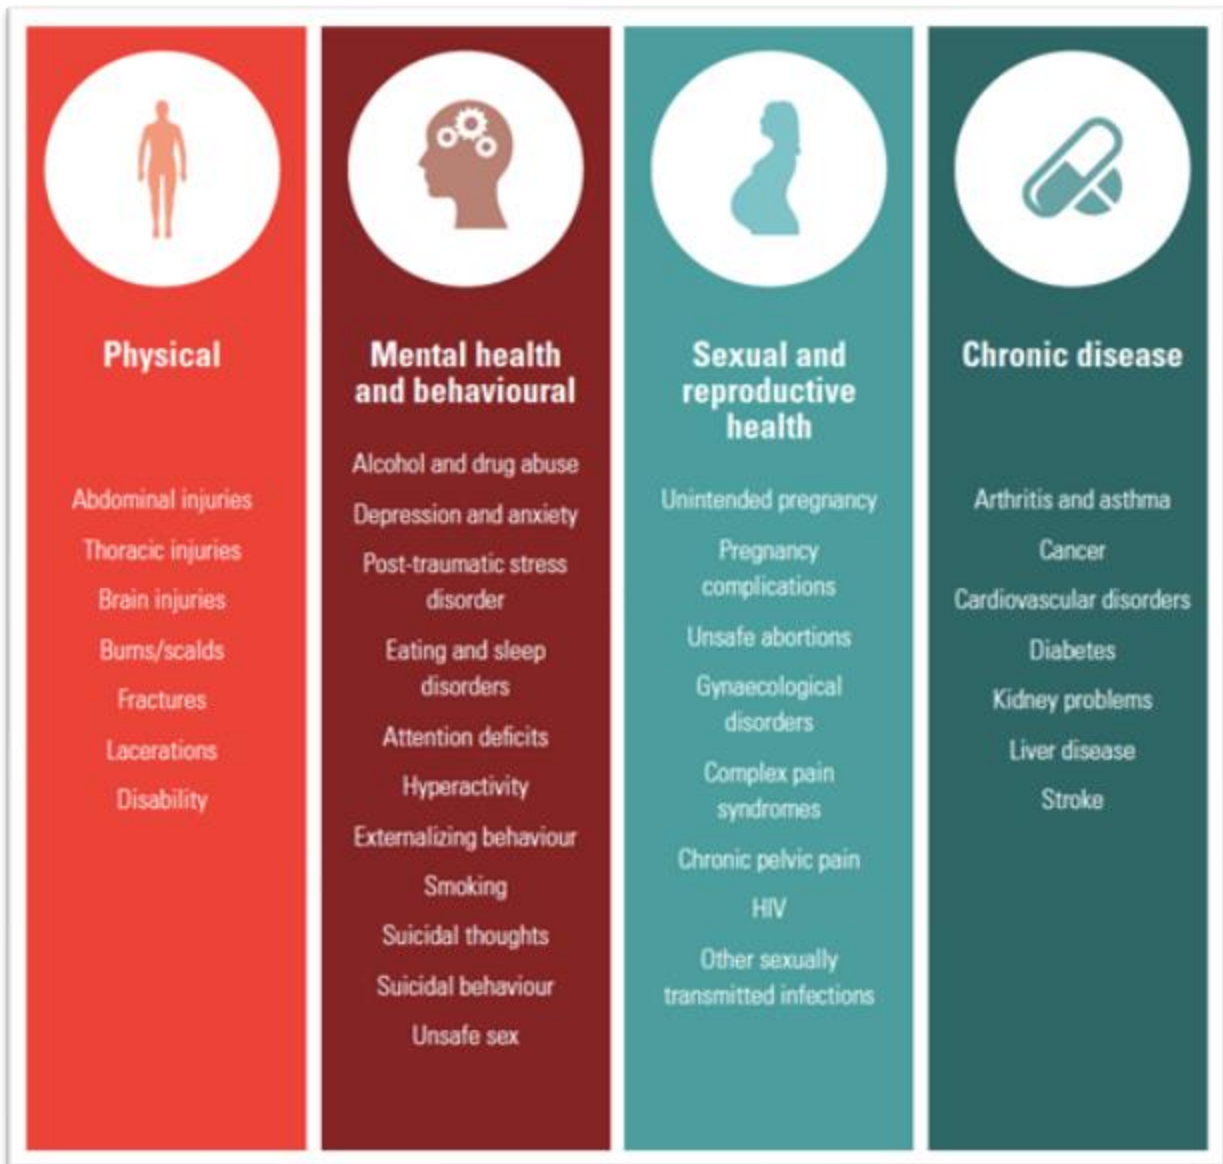 Physical
Abdominal injuries
Thoracic injuries
Brain injuries
Burns/scalds
Fractures
Lacerations
Disability
Mental health
and behavioural
Alcohol and drug abuse
Depression and anxiety
Post-traumatic stress
disorder
Eating and sleep
disorders
Attention deficits
Hyperactivity
Externalizing behaviour
Smoking
Suicidal thoughts
Suicidal behaviour
Unsafe sex
Sexual and
reproductive
health
Unintended pregnancy
Pregnancy
complications
Unsafe abortions
Gynaecological
disorders
Complex pain
syndromes
Chronic pelvic pain
HIV
Other sexually
transmitted infections
Chronic disease
Arthritis and asthma
Cancer
Cardiovascular disorders
Diabetes
Kidney problems
Liver disease
Stroke